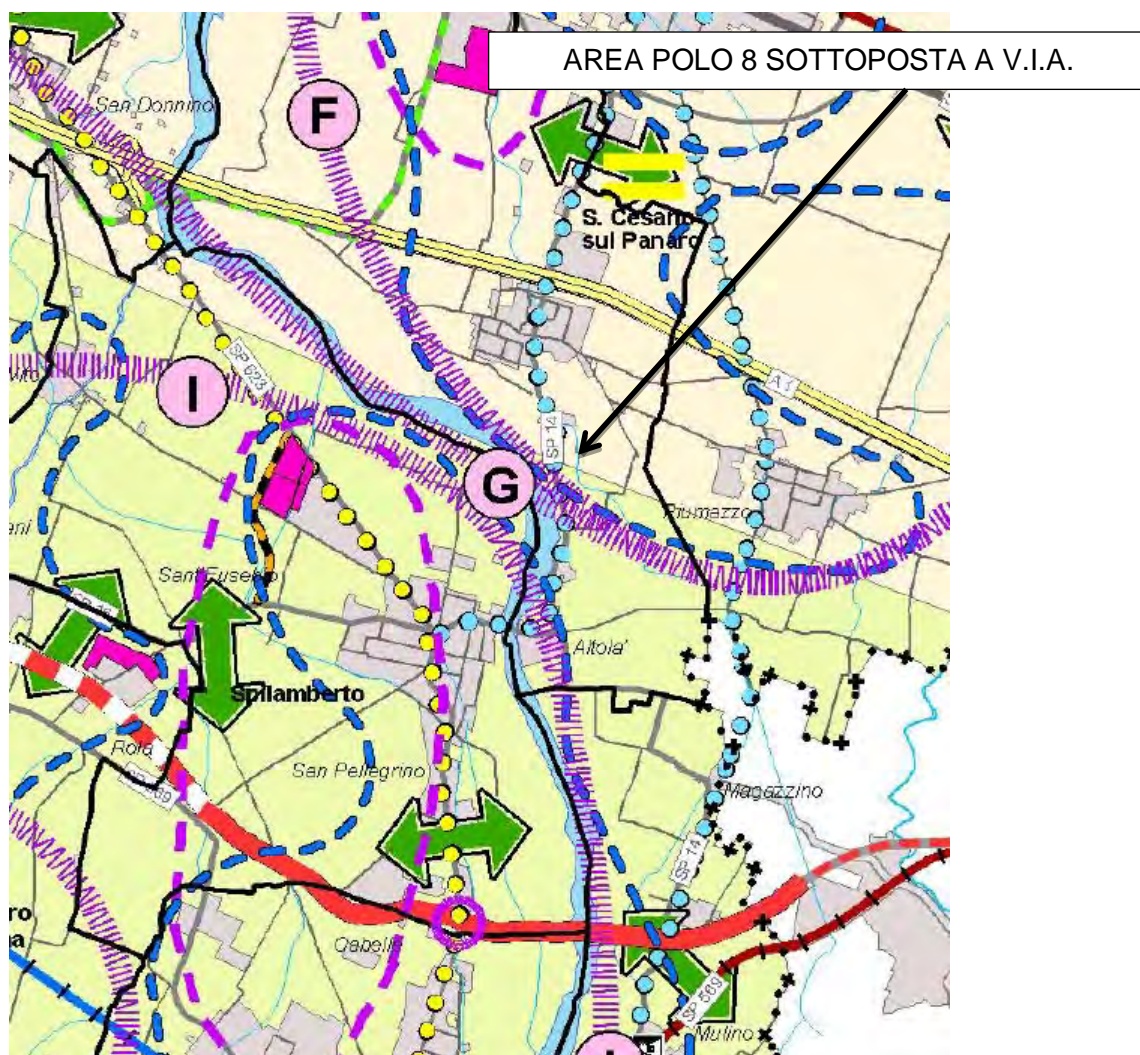 AREA POLO 8 SOTTOPOSTA A V.I.A.
San Donnino
F
S. Cesario
sul Panaro
SP 623
I
A 1
SP 14
G
Piumazzo
Sant'Eusebio
Altola'
Spilamberto
Rola
San Pellegrino
Magazzino
SP 14
SP 569
Mulino